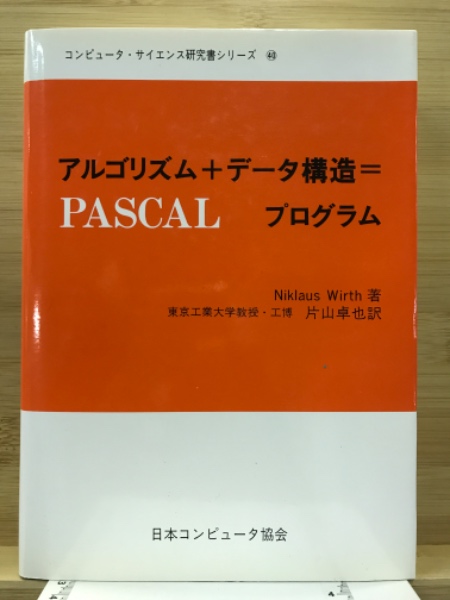 コンピュータ・サイエンス研究書シリーズ ㊵
アルゴリズム＋データ構造＝
PASCAL プログラム
Niklaus Wirth 著
東京工業大学教授・工博 片山卓也訳
日本コンピュータ協会